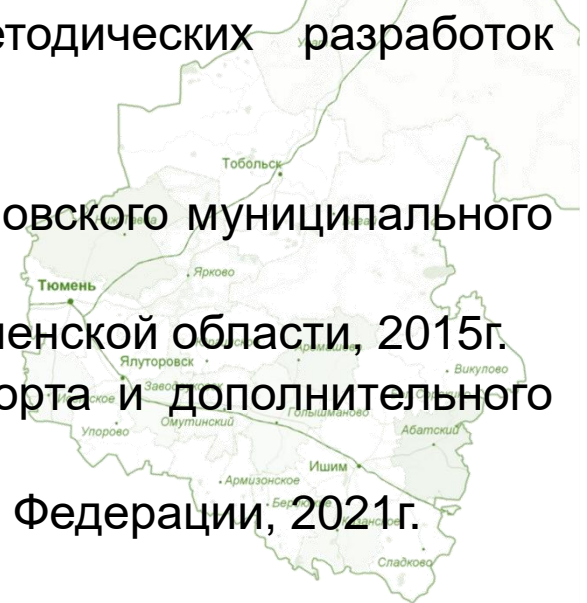 етодических разработок
Тобольск
овского муниципального
Ярково
Тюмень
енской области, 2015г.
Ялуторовск
Викулово
орта и дополнительного
Голышманово
Омутинский
Упорово
Абатский
Ишим
Армизонское
Федерации, 2021г.
Сладково